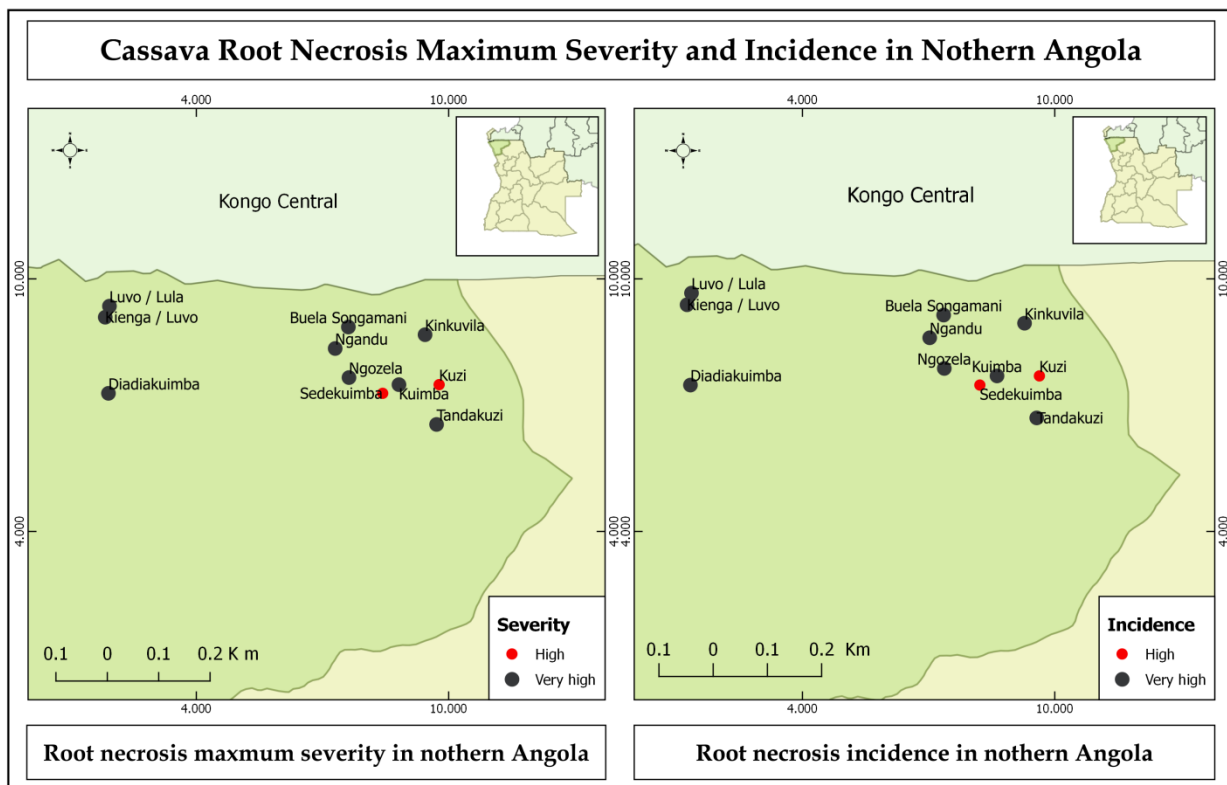 Cassava Root Necrosis Maximum Severity and Incidence in Nothern Angola
4.000
10.000
Kongo Central
10.000
Luvo / Lula
Kienga / Luvo
Buela Songamani
Kinkuvila
Ngandu
Ngozela
Kuzi
Diadiakuimba
Sedekuimba
Kuimba
Tandakuzi
4.000
Severity
High
Very high
0.1 0 0.1 0.2 K m
4.000
10.000
Root necrosis maxmum severity in nothern Angola
4.000
10.000
Kongo Central
10.000
Luvo / Lula
Kienga / Luvo
Buela Songamani
Kinkuvila
Ngandu
Ngozela
Kuimba
Kuzi
Diadiakuimba
Sedekuimba
Tandakuzi
4.000
Incidence
High
Very high
0.1 0 0.1 0.2 Km
4.000
10.000
Root necrosis incidence in nothern Angola